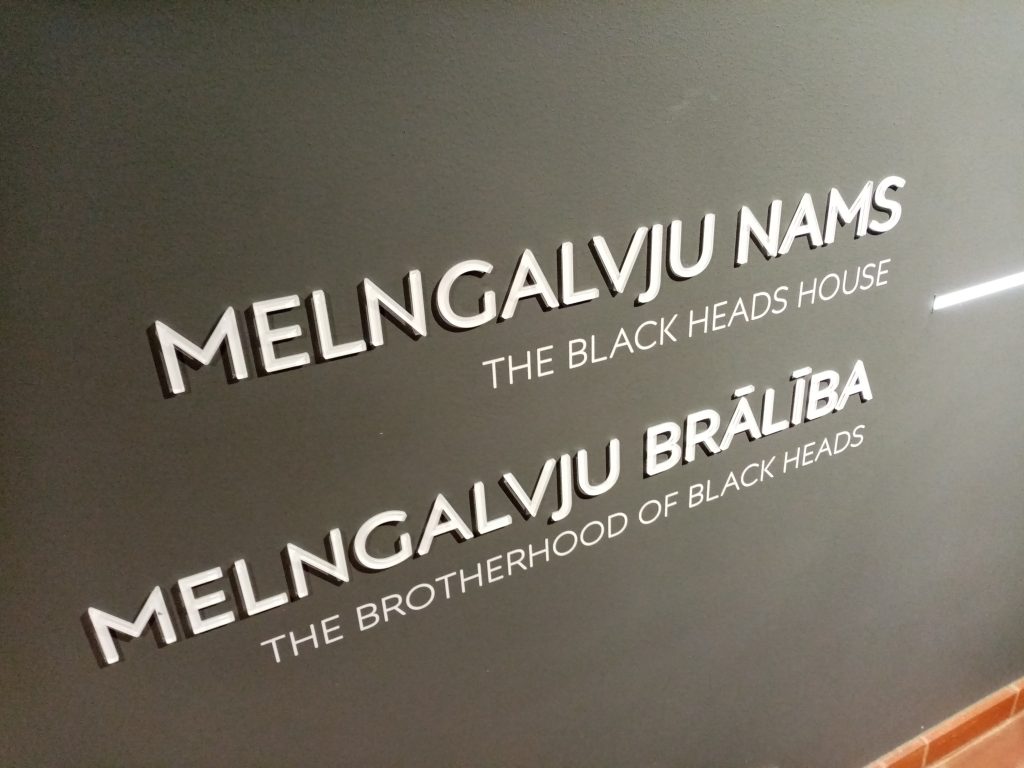 MELNGALVJU NAMS
THE BLACK HEADS HOUSE
MELNGALVJU BRĀLĪBA
THE BROTHERHOOD OF BLACK HEADS